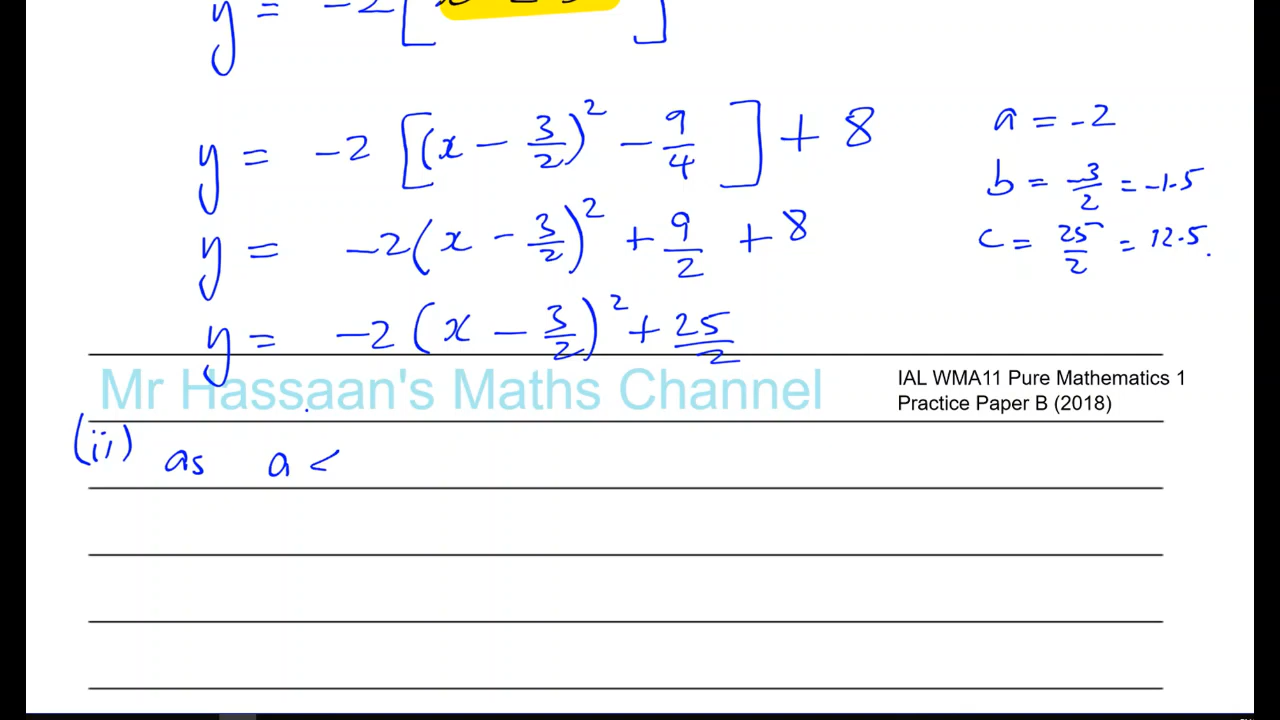 y = -2[
y = -2[(x - 3/2)² - 9/4] + 8
a = -2
b = -3/2 = -1.5
y = -2(x - 3/2)² + 9/2 + 8
c = 25/2 = 12.5.
y = -2(x - 3/2)² + 25/2
Mr Hassaan's Maths Channel
IAL WMA11 Pure Mathematics 1
Practice Paper B (2018)
(ii) as a <